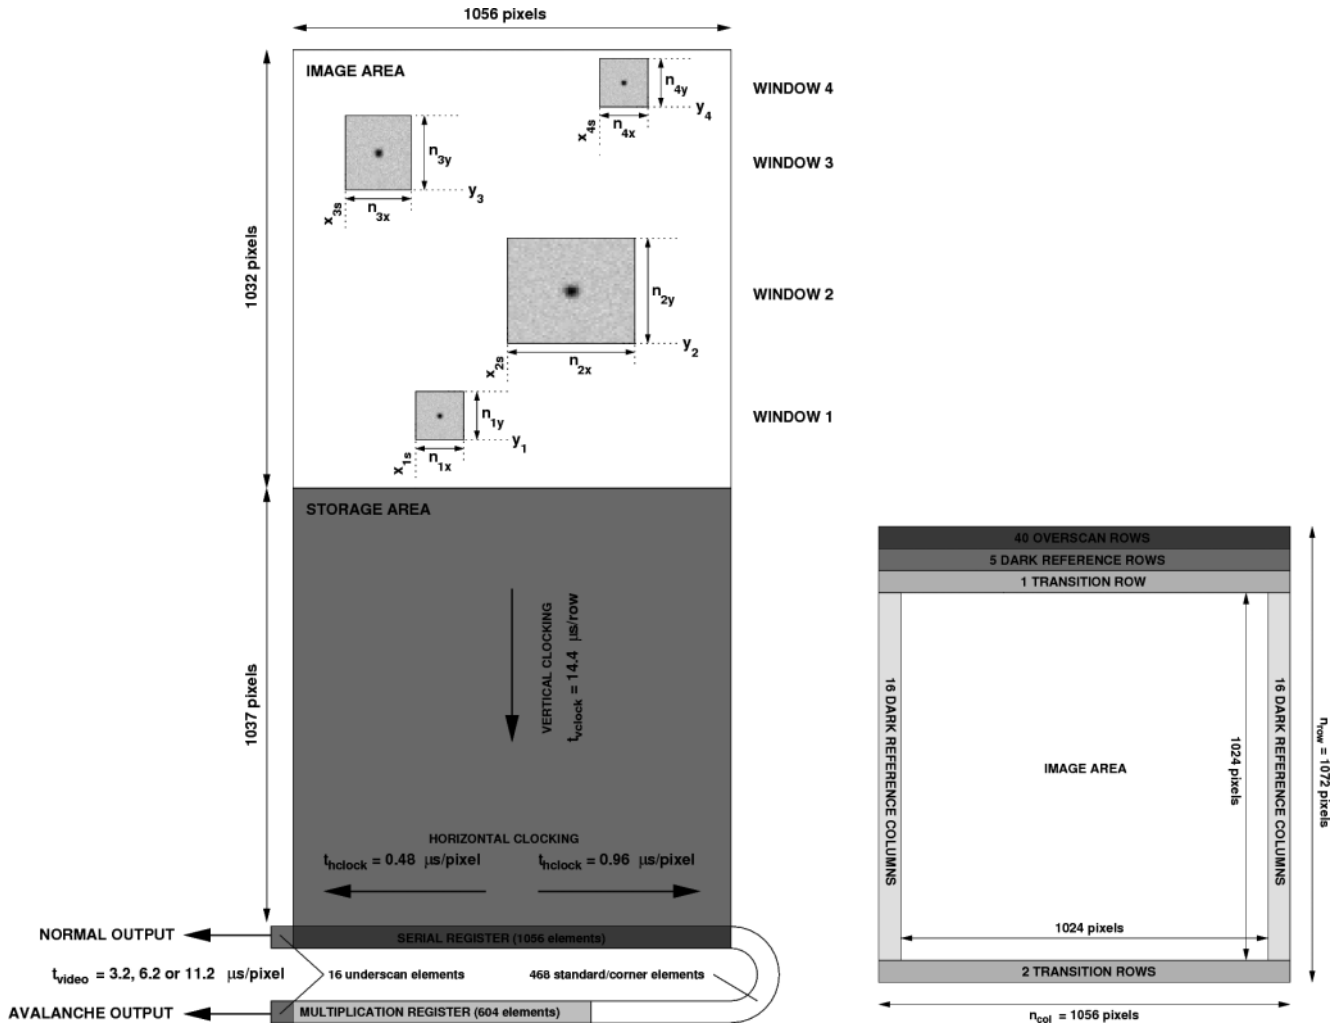 1056 pixels
IMAGE AREA
n4y
WINDOW 4
y4
x4s
n4x
n3y
WINDOW 3
y3
x3s
n3x
1032 pixels
n2y
WINDOW 2
y2
x2s
n2x
n1y
WINDOW 1
y1
x1s
n1x
STORAGE AREA
1037 pixels
VERTICAL CLOCKING
tvclock = 14.4 μs/row
HORIZONTAL CLOCKING
thclock = 0.48 μs/pixel
thclock = 0.96 μs/pixel
NORMAL OUTPUT
SERIAL REGISTER (1056 elements)
tvideo = 3.2, 6.2 or 11.2 μs/pixel
16 underscan elements
468 standard/corner elements
AVALANCHE OUTPUT
MULTIPLICATION REGISTER (604 elements)
40 OVERSCAN ROWS
5 DARK REFERENCE ROWS
1 TRANSITION ROW
16 DARK REFERENCE COLUMNS
IMAGE AREA
1024 pixels
16 DARK REFERENCE COLUMNS
nrow = 1072 pixels
1024 pixels
2 TRANSITION ROWS
ncol = 1056 pixels